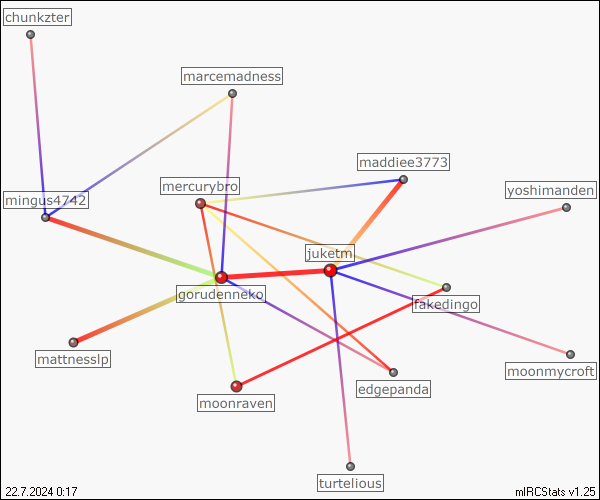 chunkzter
marcemadness
maddiee3773
mercurybro
yoshimanden
mingus4742
juketm
gorudenneko
fakedingo
mattnesslp
moonmycroft
edgepanda
moonraven
turtelious
22.7.2024 0:17
mIRCStats v1.25